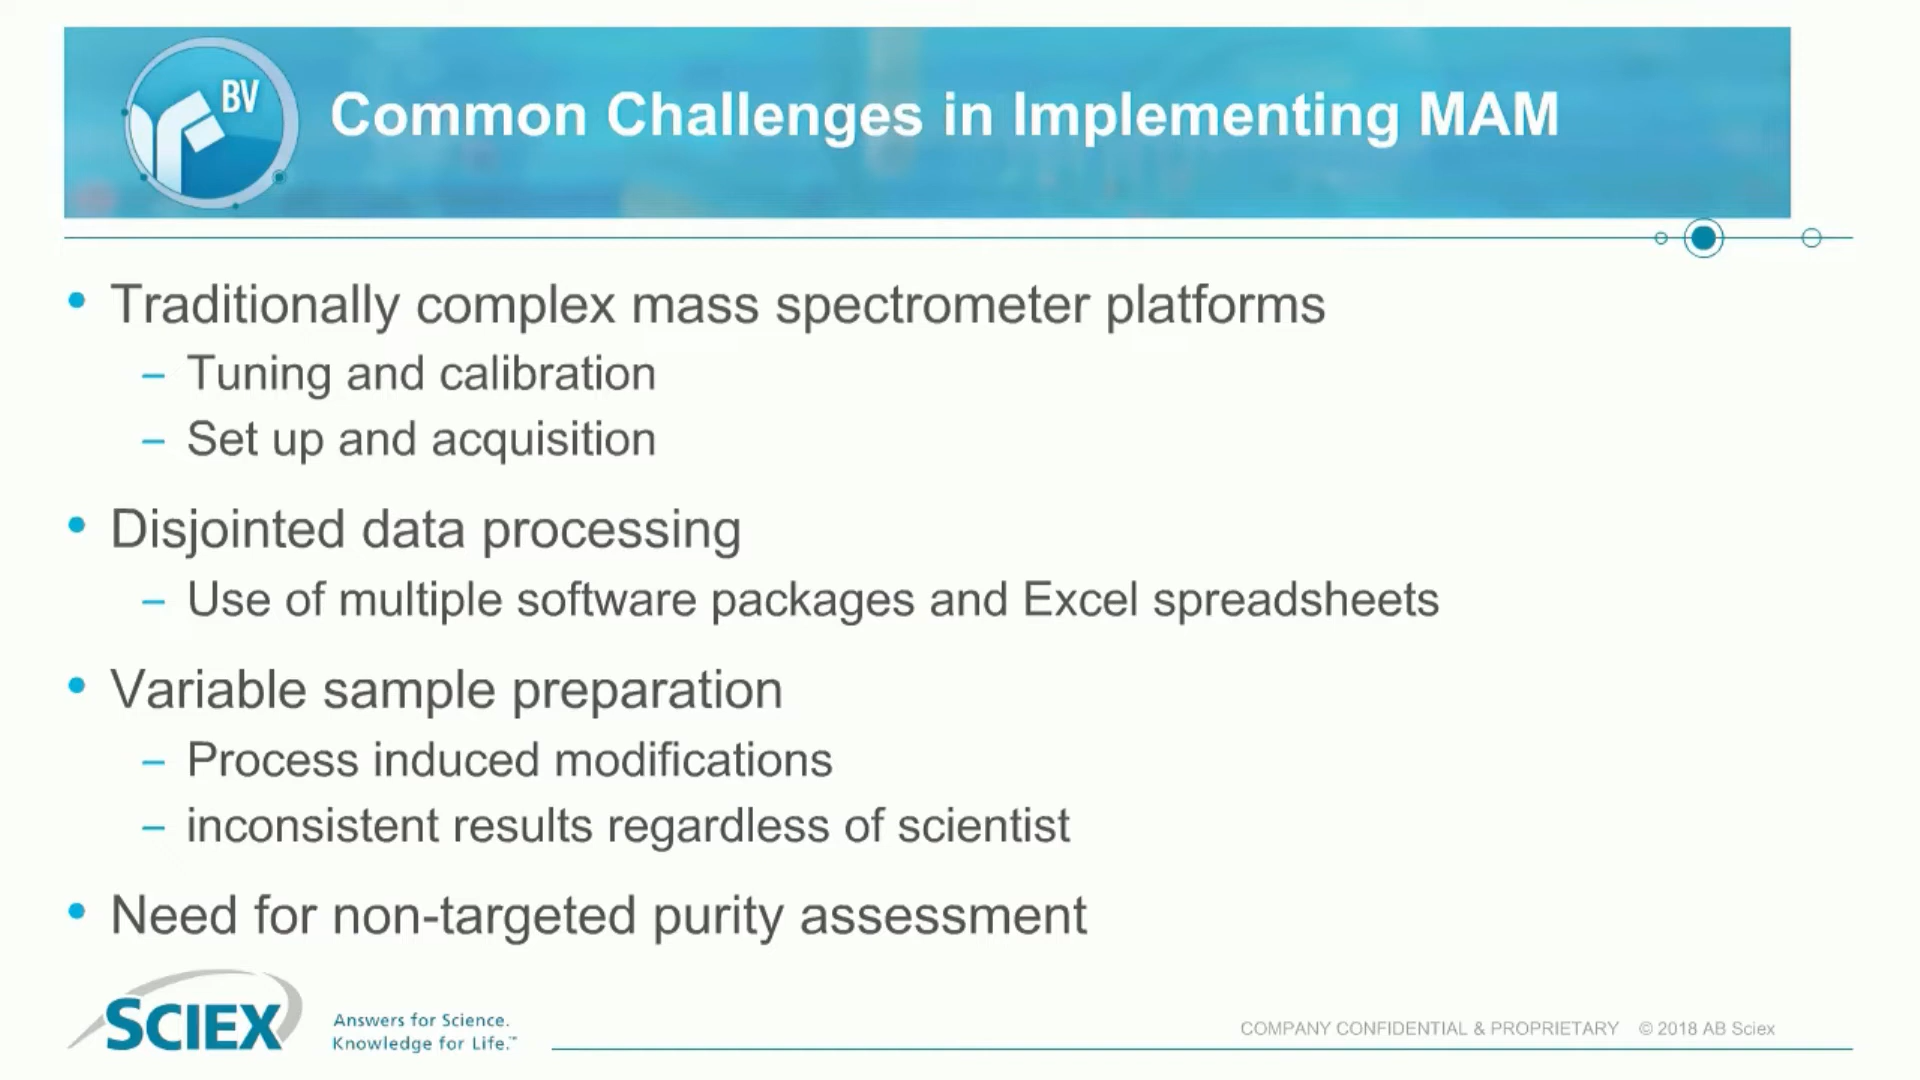 BV
Common Challenges in Implementing MAM
• Traditionally complex mass spectrometer platforms
– Tuning and calibration
– Set up and acquisition
• Disjointed data processing
– Use of multiple software packages and Excel spreadsheets
• Variable sample preparation
– Process induced modifications
– inconsistent results regardless of scientist
• Need for non-targeted purity assessment
SCIEX
Answers for Science.
Knowledge for Life.™
COMPANY CONFIDENTIAL & PROPRIETARY © 2018 AB Sciex